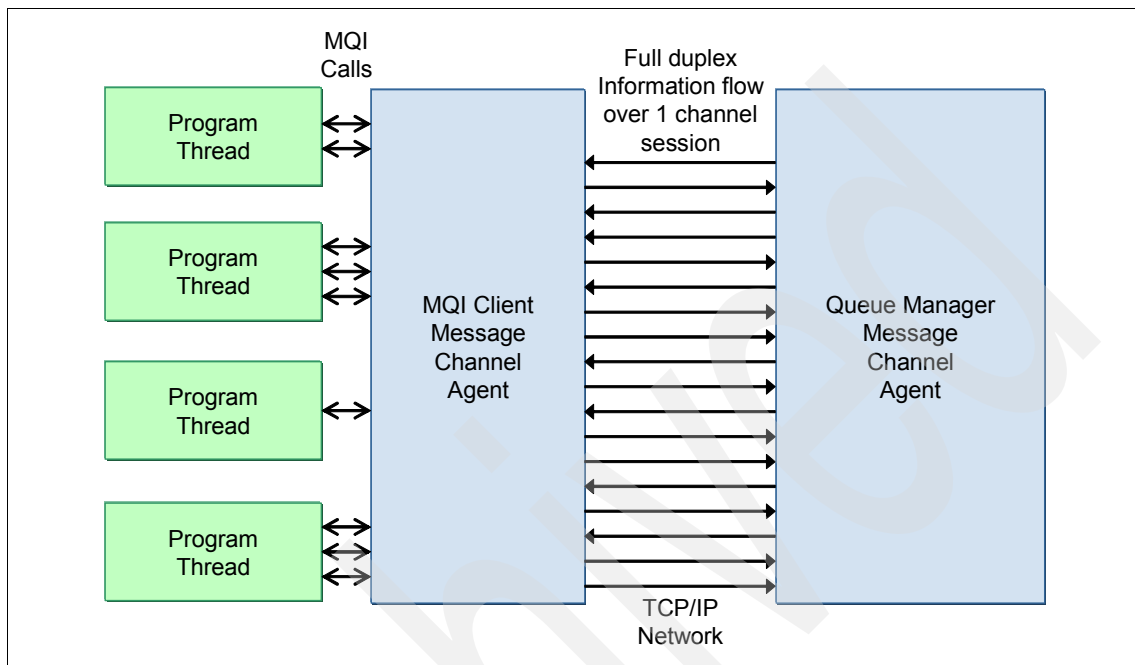 MQI
Calls
Full duplex
Information flow
over 1 channel
session
Program
Thread
Program
Thread
Program
Thread
Program
Thread
MQI Client
Message
Channel
Agent
Queue Manager
Message
Channel
Agent
TCP/IP
Network